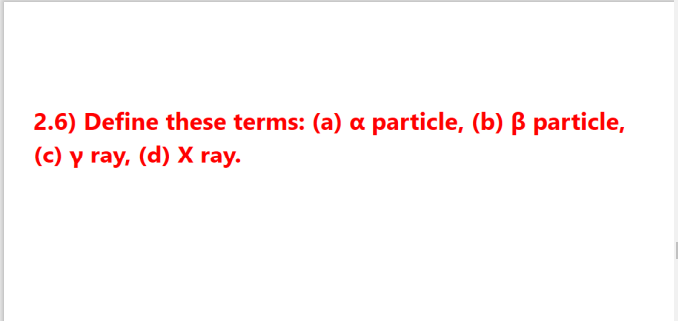 2.6) Define these terms: (a) α particle, (b) β particle,
(c) γ ray, (d) X ray.